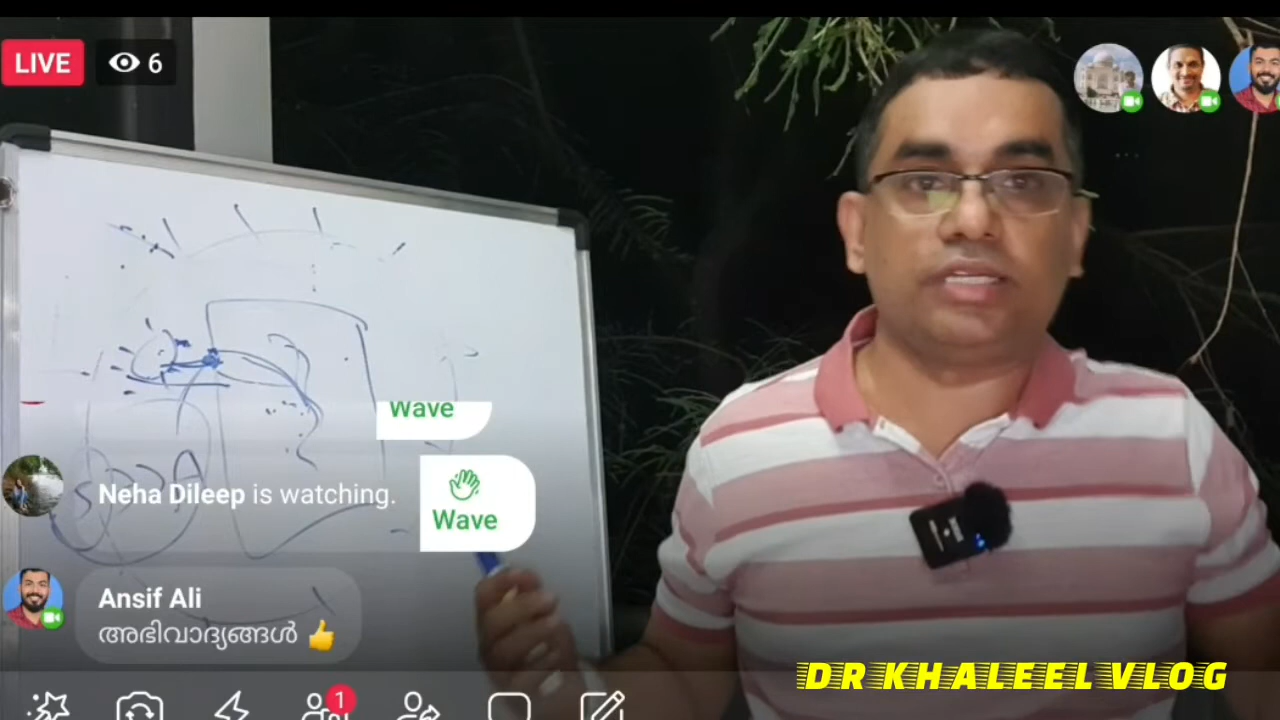 LIVE 6
Wave
Neha Dileep is watching.
Wave
Ansif Ali
അഭിവാദ്യങ്ങൾ 👍
1
DR KHALEEL VLOG